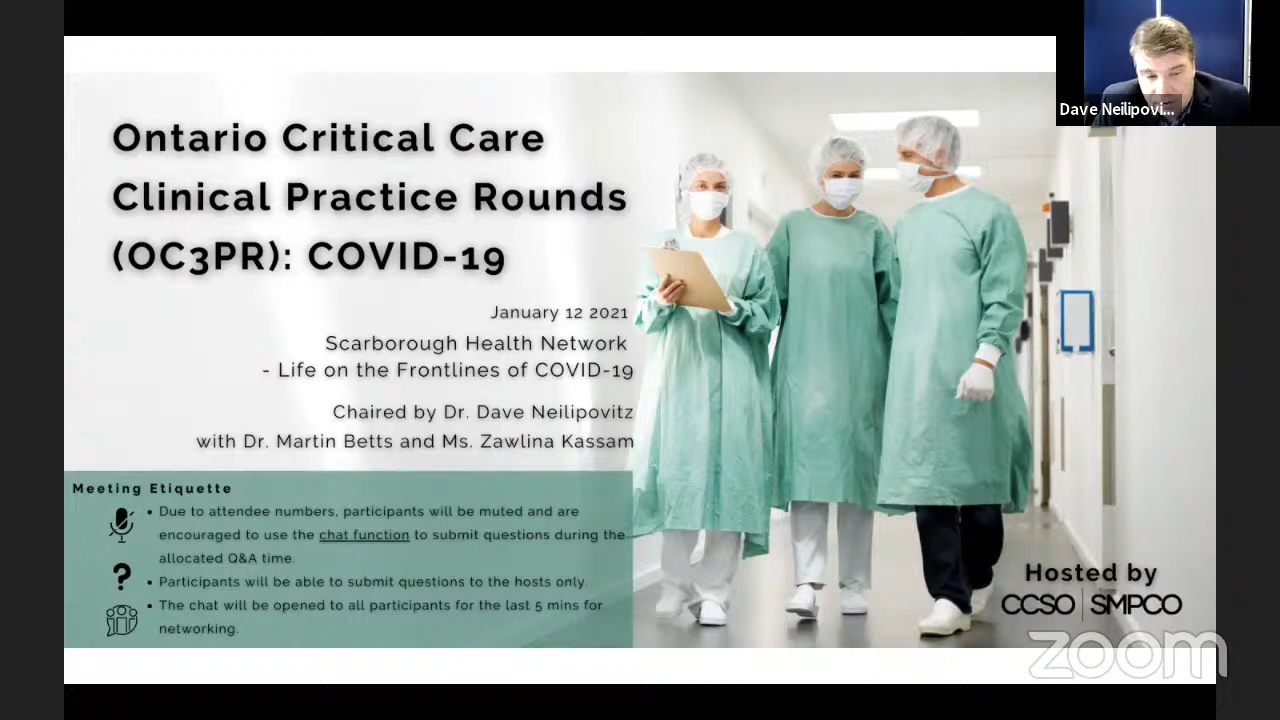 Ontario Critical Care
Clinical Practice Rounds
(OC3PR): COVID-19
January 12 2021
Scarborough Health Network
- Life on the Frontlines of COVID-19
Chaired by Dr. Dave Neilipovitz
with Dr. Martin Betts and Ms. Zawlina Kassam
Meeting Etiquette
• Due to attendee numbers, participants will be muted and are
encouraged to use the chat function to submit questions during the
allocated Q&A time.
• Participants will be able to submit questions to the hosts only
• The chat will be opened to all participants for the last 5 mins for
networking.
Hosted by
CCSO | SMPCO
zoom
Dave Neilipovi...